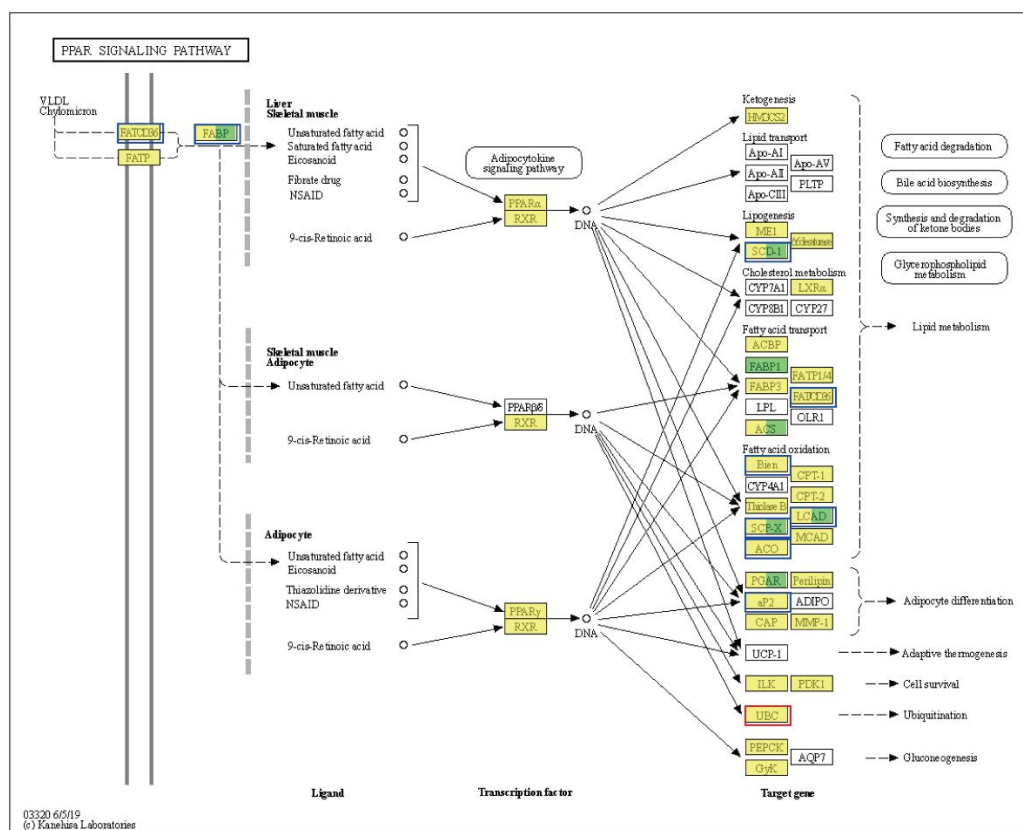 PPAR SIGNALING PATHWAY
VLDL
Chylomicron
FATCD36
FATP
FABP
Liver
Skeletal muscle
Unsaturated fatty acid
Saturated fatty acid
Eicosanoid
Fibrate drug
NSAID
9-cis-Retinoic acid
Adipocytokine
signaling pathway
PPARα
RXR
DNA
Skeletal muscle
Adipocyte
Unsaturated fatty acid
9-cis-Retinoic acid
PPARβ/δ
RXR
DNA
Adipocyte
Unsaturated fatty acid
Eicosanoid
Thiazolidine derivative
NSAID
9-cis-Retinoic acid
PPARγ
RXR
DNA
Ketogenesis
HMGCS2
Lipid transport
Apo-AI
Apo-AII
Apo-CIII
Apo-AV
PLTP
Lipogenesis
ME1
SCD-1
Cholesterol metabolism
CYP7A1
LXRα
CYP8B1
CYP27
Fatty acid transport
ACBP
FABP1
FABP3
LPL
ACS
FATP1/4
FATCD36
OLR1
Fatty acid oxidation
Bien
CYP4A1
Thiolase B
SCP-X
ACO
CPT-1
CPT-2
LCAD
MCAD
PGAR
Perilipin
aP2
ADIPO
CAP
MMP-1
UCP-1
ILK
PDK1
UBC
PEPCK
GyK
AQP7
Fatty acid degradation
Bile acid biosynthesis
Synthesis and degradation
of ketone bodies
Glycerophospholipid
metabolism
Lipid metabolism
Adipocyte differentiation
Adaptive thermogenesis
Cell survival
Ubiquitination
Gluconeogenesis
Ligand
Transcription factor
Target gene
03320 6/5/19
(c) Kanehisa Laboratories